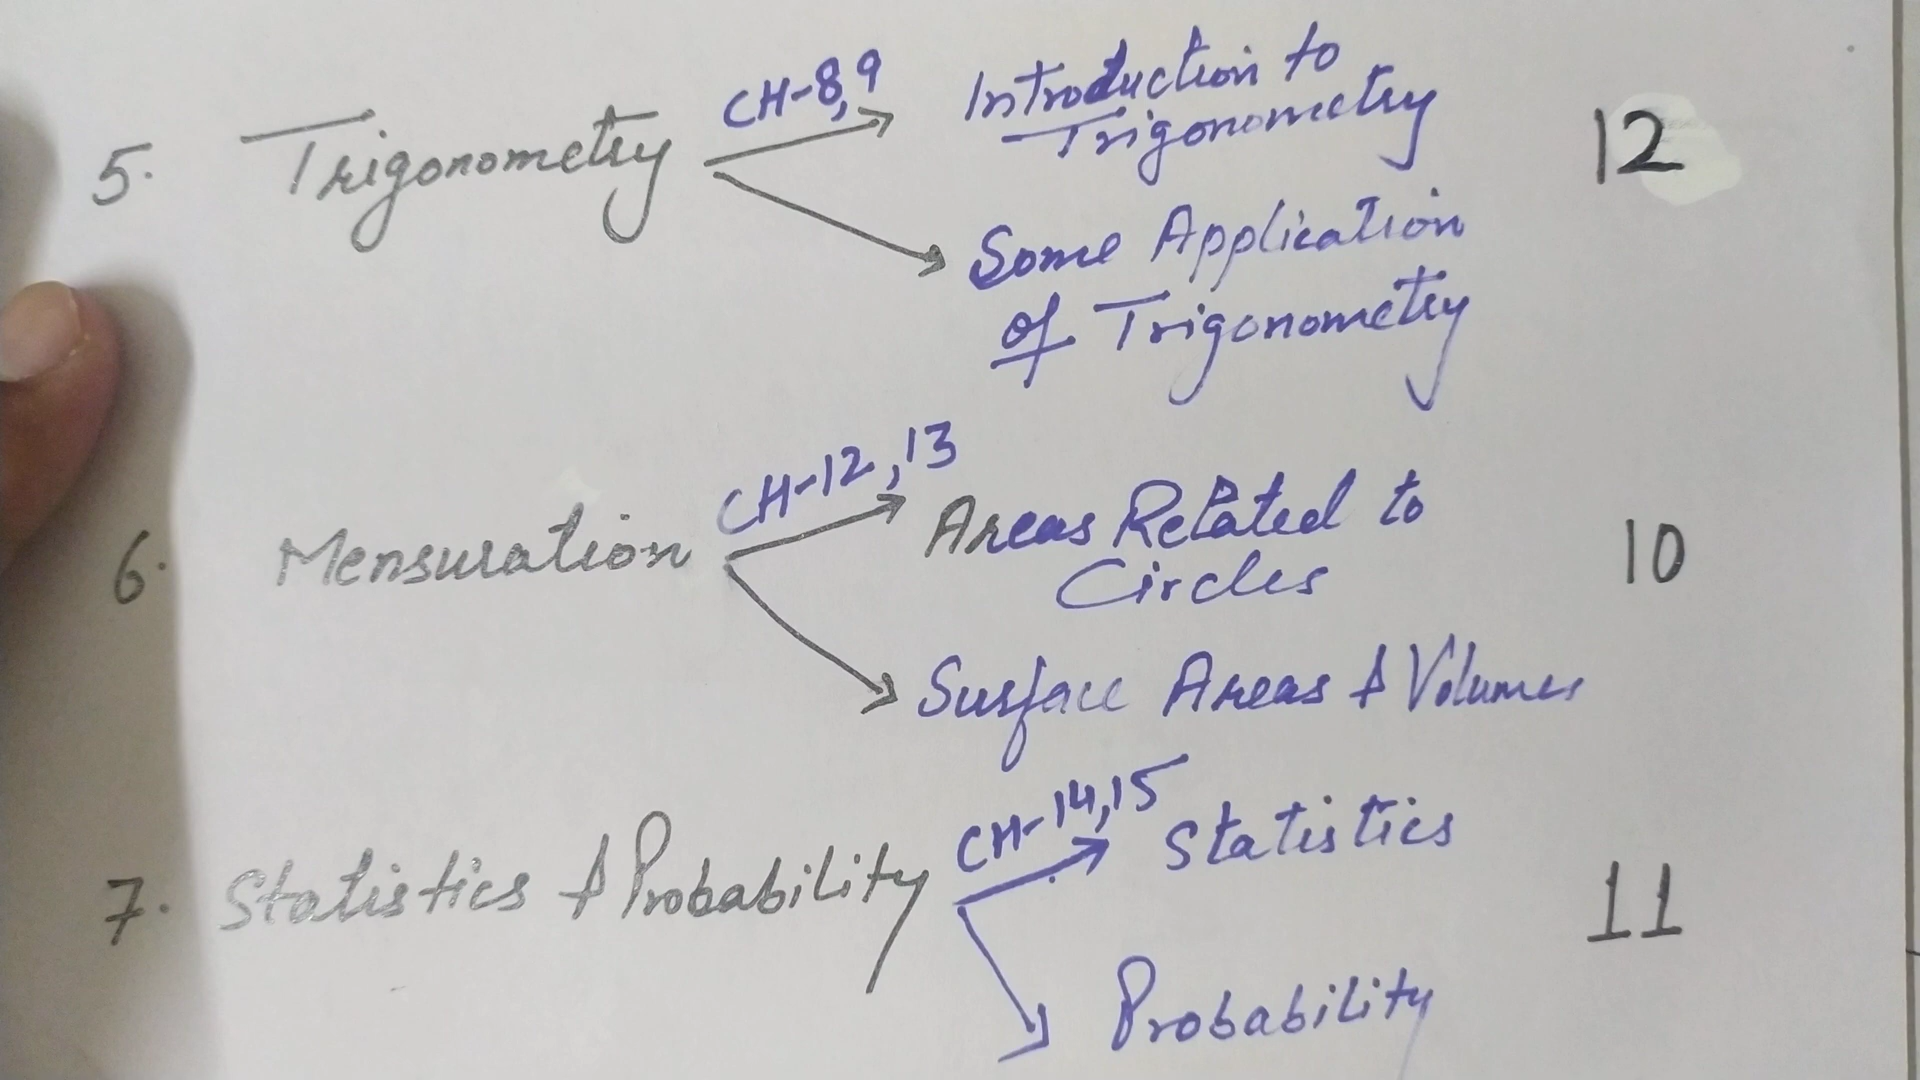 CH-8,9
Introduction to
5. Trigonometry Trigonometry 12
Some Application
of Trigonometry
CH-12,13
Areas Related to
6. Mensuration Circles 10
Surface Areas & Volumes
CH-14,15
Statistics
7. Statistics & Probability 11
Probability